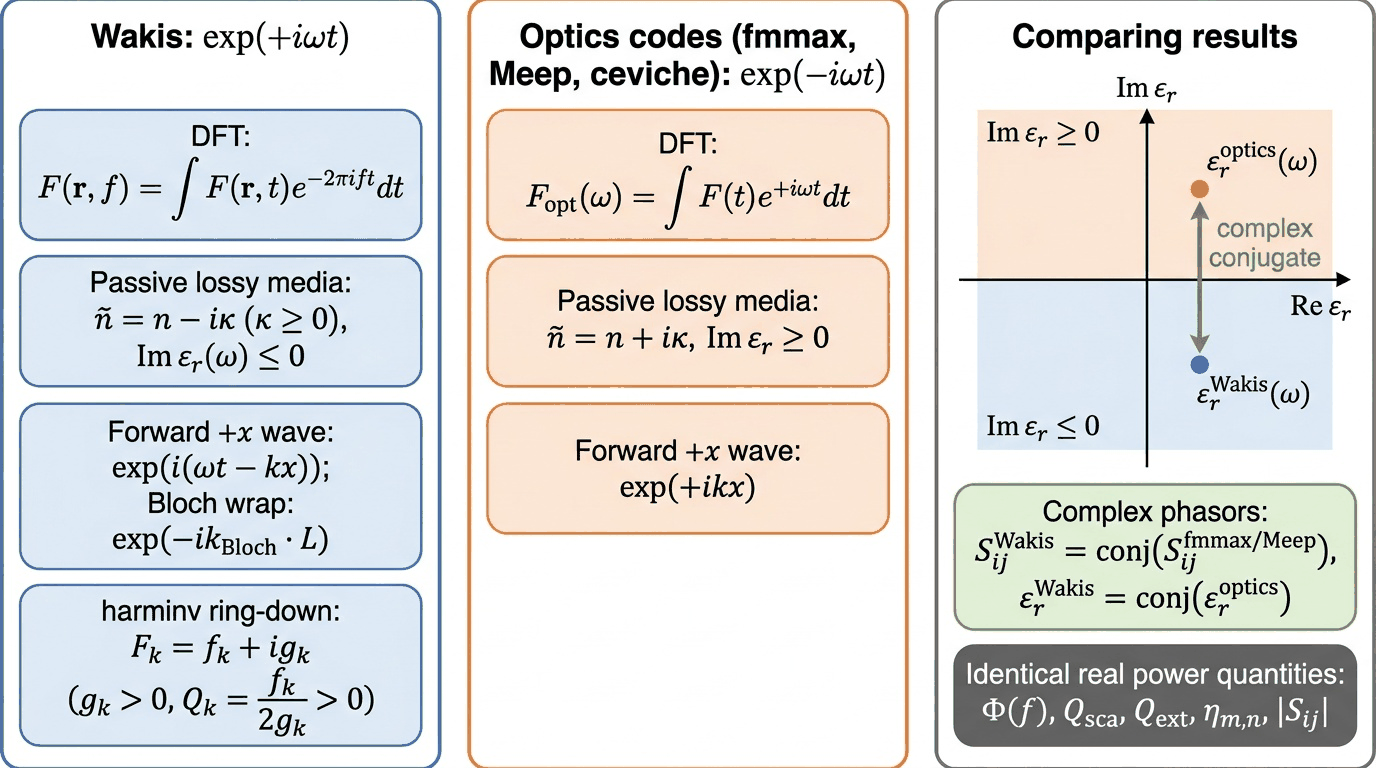 Wakis: exp(+iωt)
DFT:
F(r, f) = ∫ F(r, t)e^{−2πift}dt
Passive lossy media:
ñ = n − iκ (κ ≥ 0),
Im ε_r(ω) ≤ 0
Forward +x wave:
exp(i(ωt − kx));
Bloch wrap:
exp(−ik_Bloch · L)
harminv ring-down:
F_k = f_k + ig_k
(g_k > 0, Q_k = f_k/2g_k > 0)
Optics codes (fmmax,
Meep, ceviche): exp(−iωt)
DFT:
F_opt(ω) = ∫ F(t)e^{+iωt}dt
Passive lossy media:
ñ = n + iκ, Im ε_r ≥ 0
Forward +x wave:
exp(+ikx)
Comparing results
Im ε_r
Im ε_r ≥ 0
ε_r^optics(ω)
complex
conjugate
Re ε_r
ε_r^Wakis(ω)
Im ε_r ≤ 0
Complex phasors:
S_ij^Wakis = conj(S_ij^fmmax/Meep),
ε_r^Wakis = conj(ε_r^optics)
Identical real power quantities:
Φ(f), Q_sca, Q_ext, η_m,n, |S_ij|